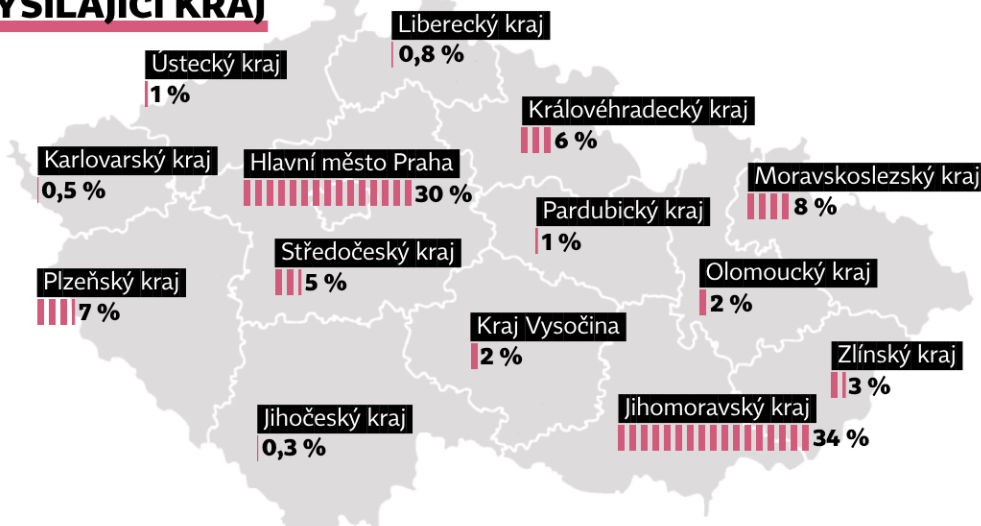 YSÍLAJÍCÍ KRAJ
Liberecký kraj
0,8 %
Ústecký kraj
1 %
Královéhradecký kraj
6 %
Karlovarský kraj
0,5 %
Hlavní město Praha
30 %
Moravskoslezský kraj
8 %
Pardubický kraj
1 %
Středočeský kraj
5 %
Olomoucký kraj
2 %
Plzeňský kraj
7 %
Kraj Vysočina
2 %
Zlínský kraj
3 %
Jihomoravský kraj
34 %
Jihočeský kraj
0,3 %